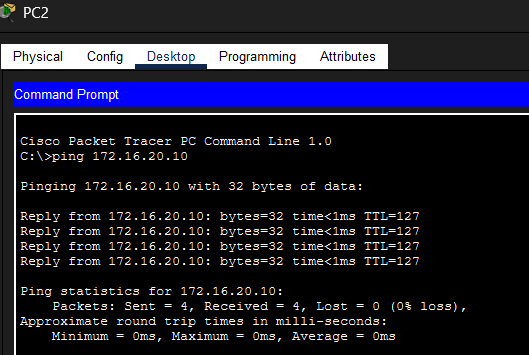 PC2
Physical Config Desktop Programming Attributes
Command Prompt
Cisco Packet Tracer PC Command Line 1.0
C:\>ping 172.16.20.10
Pinging 172.16.20.10 with 32 bytes of data:
Reply from 172.16.20.10: bytes=32 time<1ms TTL=127
Reply from 172.16.20.10: bytes=32 time<1ms TTL=127
Reply from 172.16.20.10: bytes=32 time<1ms TTL=127
Reply from 172.16.20.10: bytes=32 time<1ms TTL=127
Ping statistics for 172.16.20.10:
Packets: Sent = 4, Received = 4, Lost = 0 (0% loss),
Approximate round trip times in milli-seconds:
Minimum = 0ms, Maximum = 0ms, Average = 0ms